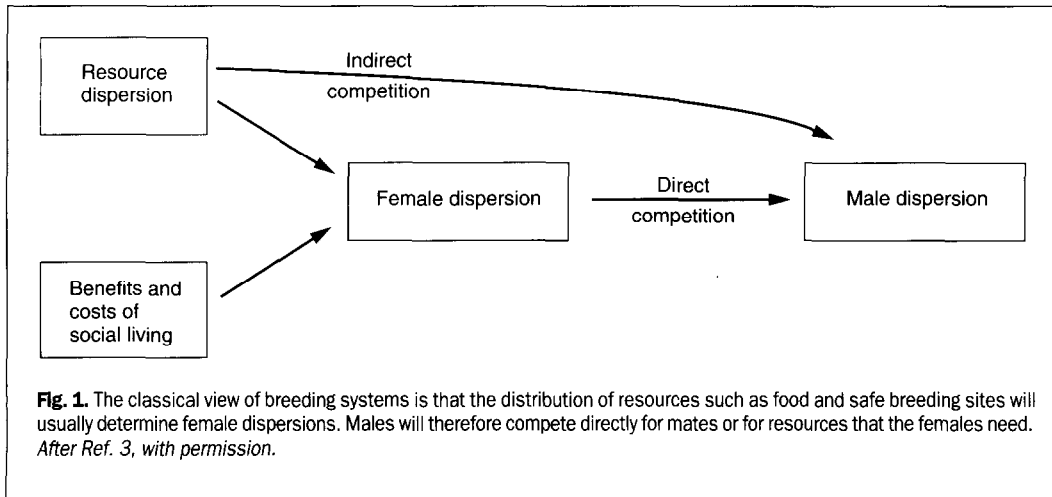 Resource
dispersion
Indirect
competition
Female dispersion
Direct
competition
Male dispersion
Benefits and
costs of
social living
Fig. 1. The classical view of breeding systems is that the distribution of resources such as food and safe breeding sites will
usually determine female dispersions. Males will therefore compete directly for mates or for resources that the females need.
After Ref. 3, with permission.